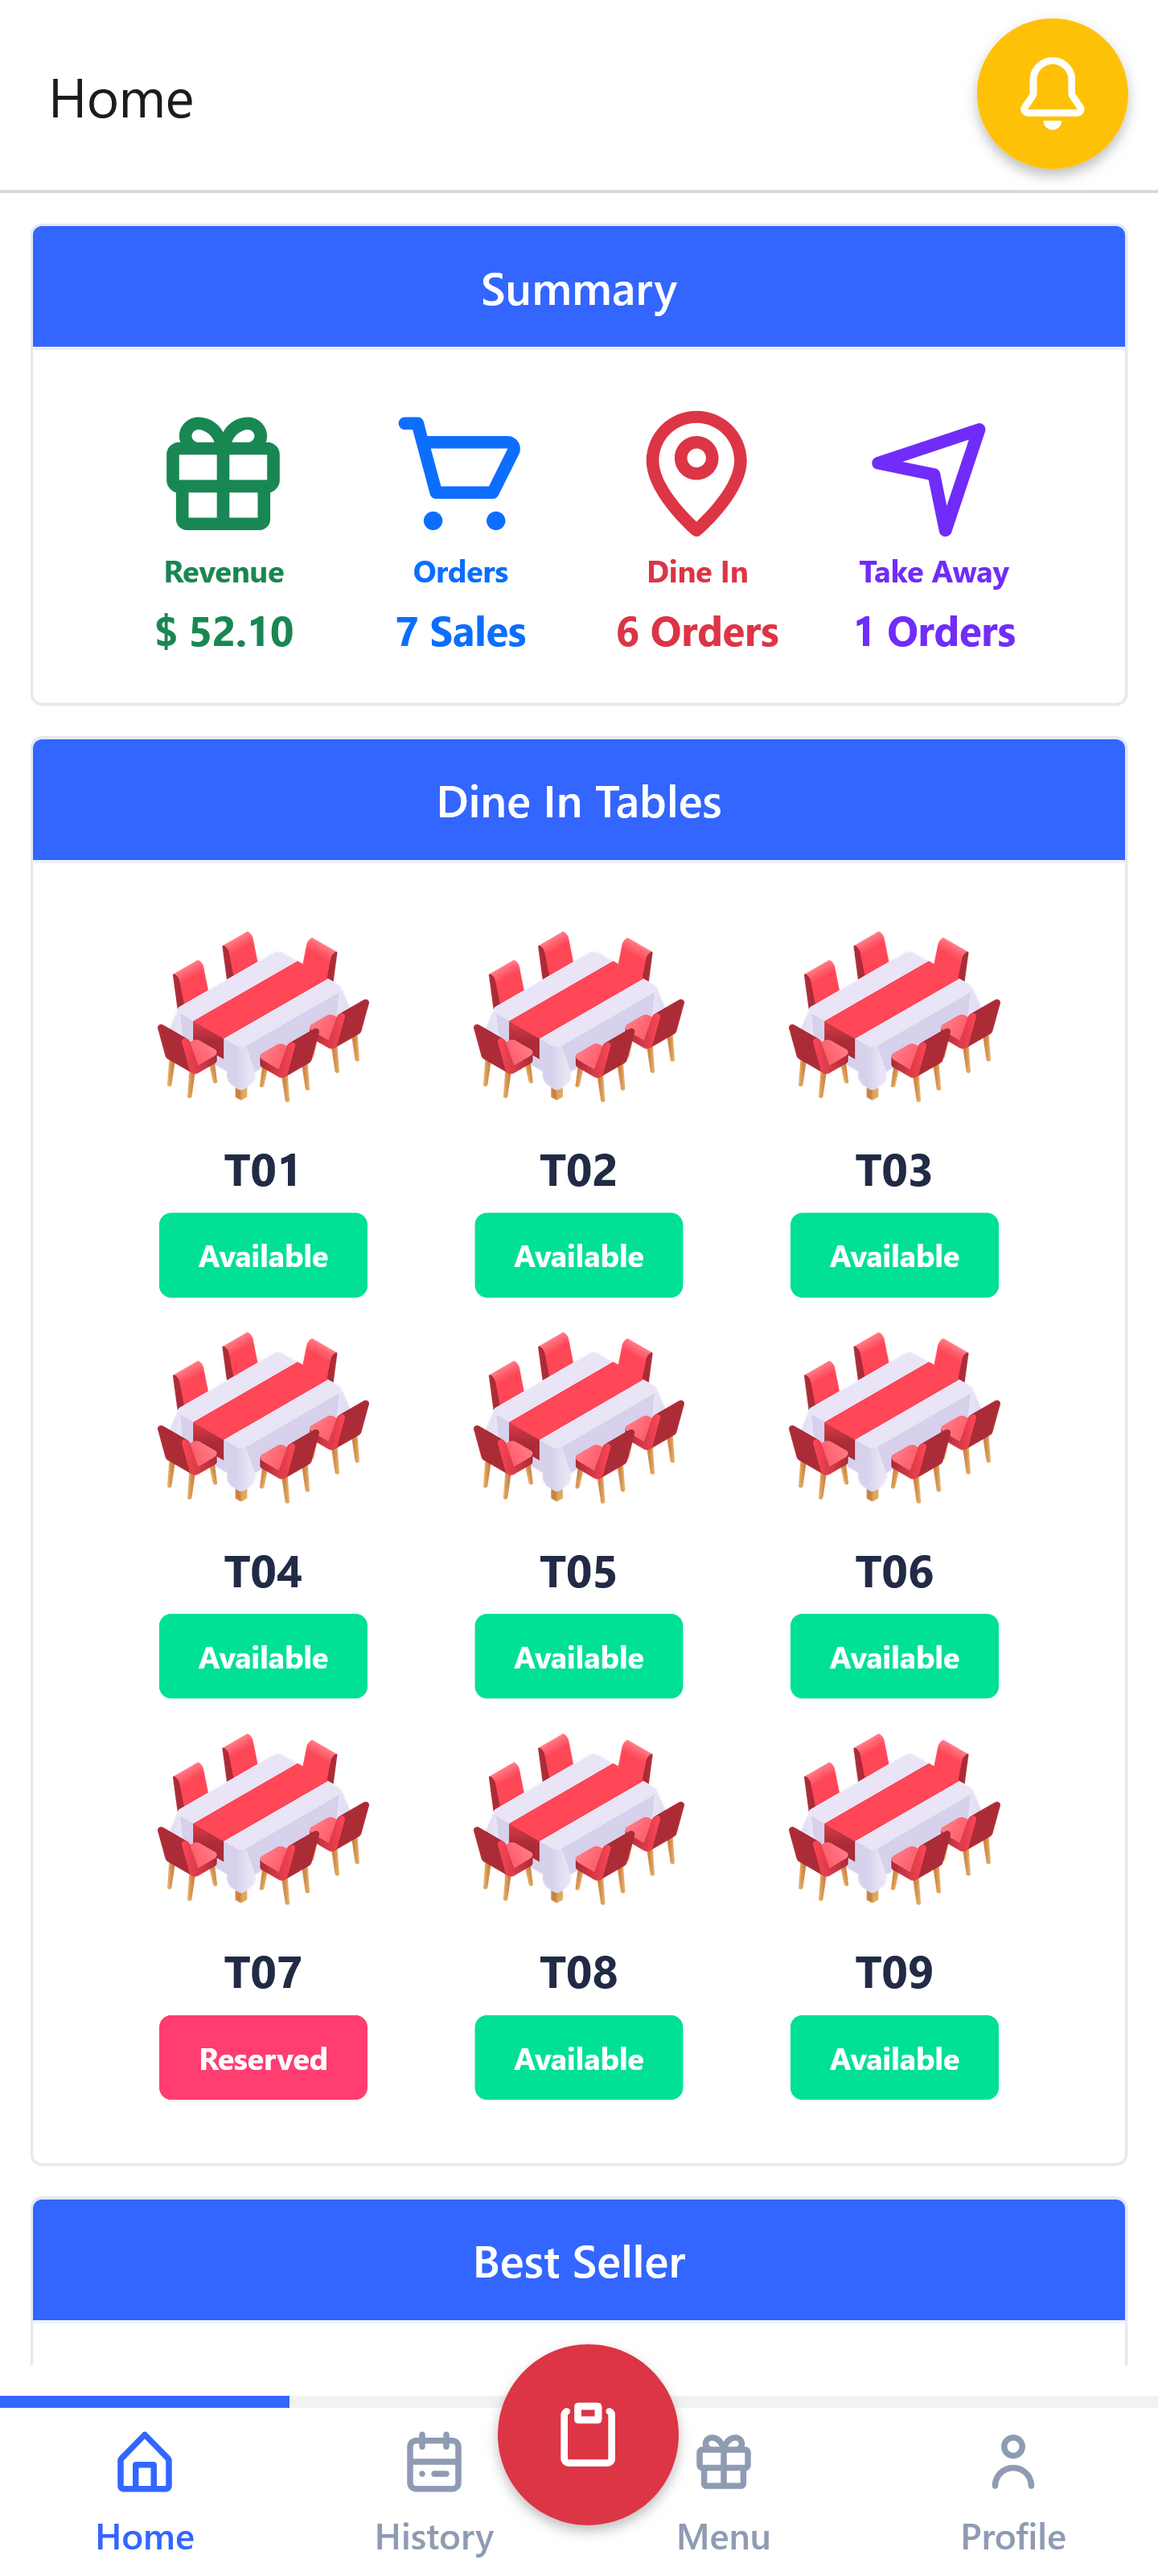 Home
Summary
Revenue Orders Dine In Take Away
$ 52.10 7 Sales 6 Orders 1 Orders
Dine In Tables
T01 T02 T03
Available Available Available
T04 T05 T06
Available Available Available
T07 T08 T09
Reserved Available Available
Best Seller
Home History Menu Profile